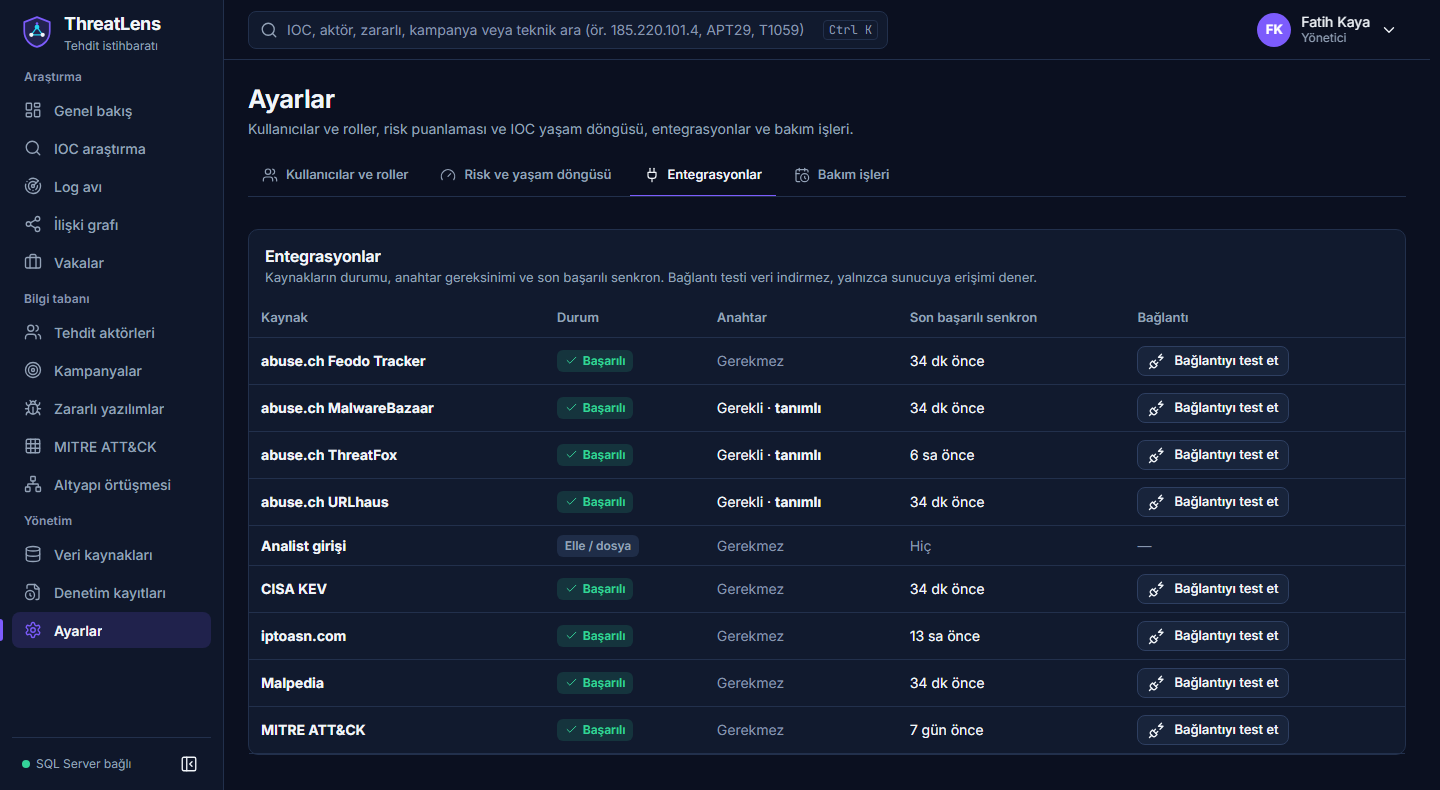 ThreatLens
Tehdit istihbaratı
IOC, aktör, zararlı, kampanya veya teknik ara (ör. 185.220.101.4, APT29, T1059)
Ctrl K
FK
Fatih Kaya
Yönetici
Araştırma
Genel bakış
IOC araştırma
Log avı
İlişki grafı
Vakalar
Bilgi tabanı
Tehdit aktörleri
Kampanyalar
Zararlı yazılımlar
MITRE ATT&CK
Altyapı örtüşmesi
Yönetim
Veri kaynakları
Denetim kayıtları
Ayarlar
SQL Server bağlı
Ayarlar
Kullanıcılar ve roller, risk puanlaması ve IOC yaşam döngüsü, entegrasyonlar ve bakım işleri.
Kullanıcılar ve roller Risk ve yaşam döngüsü Entegrasyonlar Bakım işleri
Entegrasyonlar
Kaynakların durumu, anahtar gereksinimi ve son başarılı senkron. Bağlantı testi veri indirmez, yalnızca sunucuya erişimi dener.
Kaynak Durum Anahtar Son başarılı senkron Bağlantı
abuse.ch Feodo Tracker Başarılı Gerekmez 34 dk önce Bağlantıyı test et
abuse.ch MalwareBazaar Başarılı Gerekli · tanımlı 34 dk önce Bağlantıyı test et
abuse.ch ThreatFox Başarılı Gerekli · tanımlı 6 sa önce Bağlantıyı test et
abuse.ch URLhaus Başarılı Gerekli · tanımlı 34 dk önce Bağlantıyı test et
Analist girişi Elle / dosya Gerekmez Hiç —
CISA KEV Başarılı Gerekmez 34 dk önce Bağlantıyı test et
iptoasn.com Başarılı Gerekmez 13 sa önce Bağlantıyı test et
Malpedia Başarılı Gerekmez 34 dk önce Bağlantıyı test et
MITRE ATT&CK Başarılı Gerekmez 7 gün önce Bağlantıyı test et